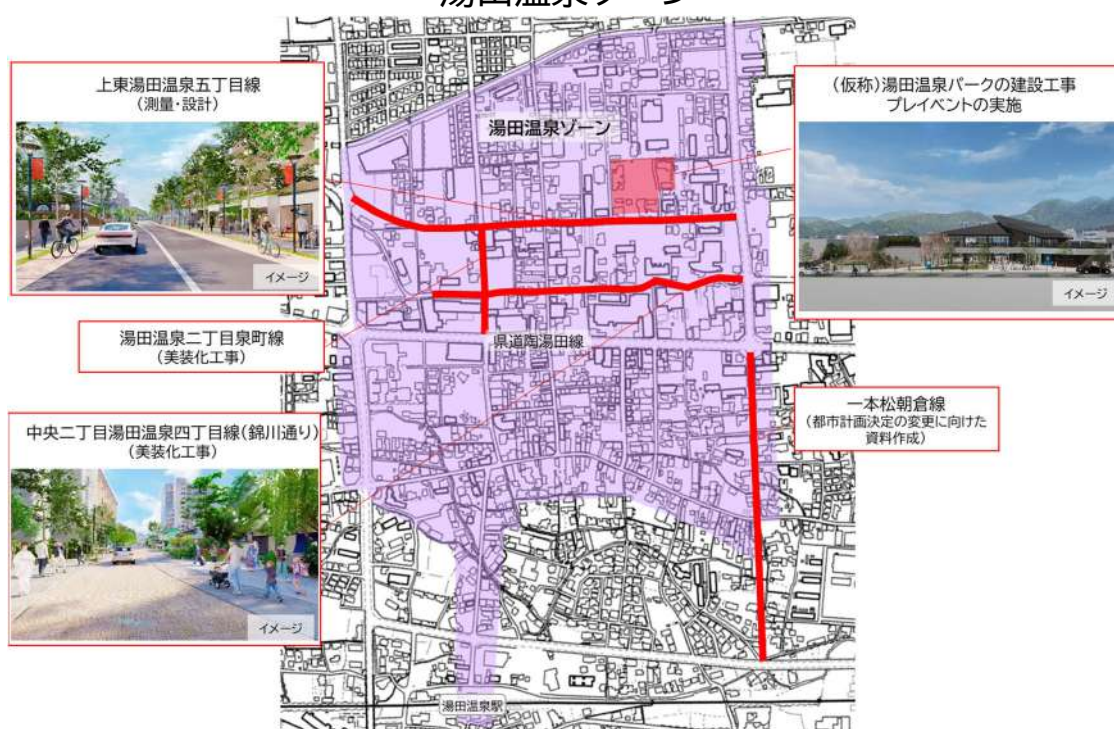 湯田温泉ゾーン
上東湯田温泉五丁目線
(測量・設計)
イメージ
湯田温泉二丁目泉町線
(美装化工事)
中央二丁目湯田温泉四丁目線(錦川通り)
(美装化工事)
イメージ
湯田温泉ゾーン
県道陶湯田線
湯田温泉駅
(仮称)湯田温泉パークの建設工事
プレイベントの実施
イメージ
一本松朝倉線
(都市計画決定の変更に向けた
資料作成)